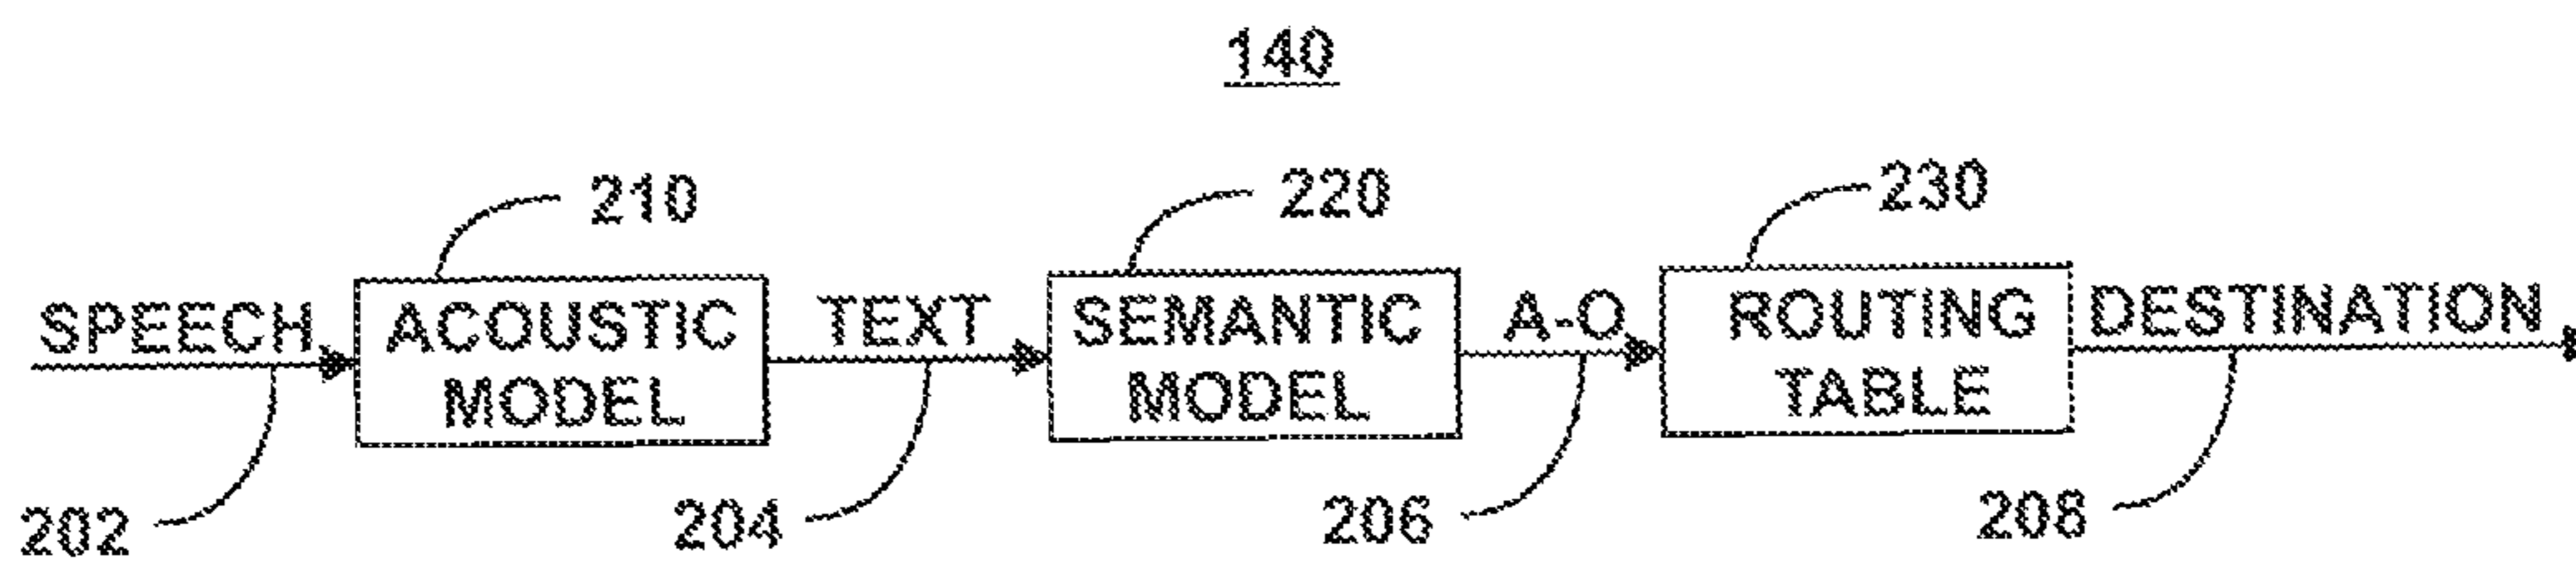 140
210
220
230
SPEECH
ACOUSTIC
MODEL
TEXT
SEMANTIC
MODEL
A-O
ROUTING
TABLE
DESTINATION
202
204
206
208